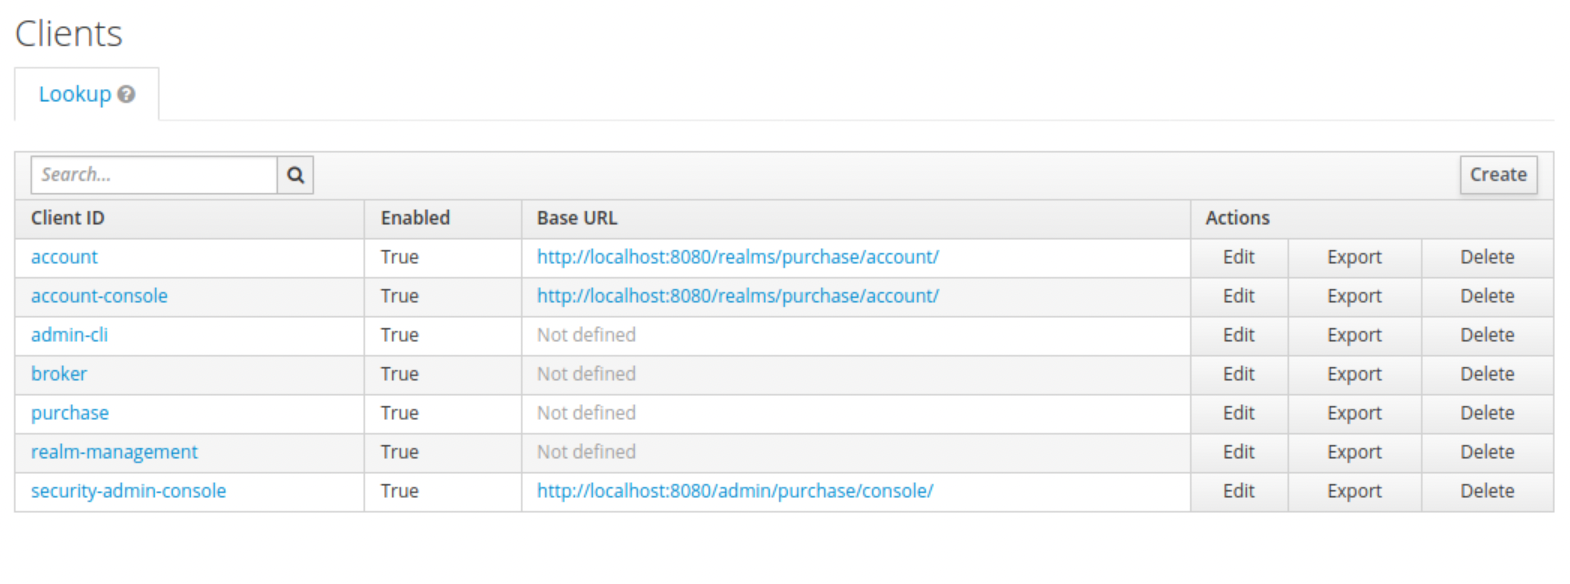 Clients
Lookup
Search...
Create
Client ID Enabled Base URL Actions
account True http://localhost:8080/realms/purchase/account/ Edit Export Delete
account-console True http://localhost:8080/realms/purchase/account/ Edit Export Delete
admin-cli True Not defined Edit Export Delete
broker True Not defined Edit Export Delete
purchase True Not defined Edit Export Delete
realm-management True Not defined Edit Export Delete
security-admin-console True http://localhost:8080/admin/purchase/console/ Edit Export Delete